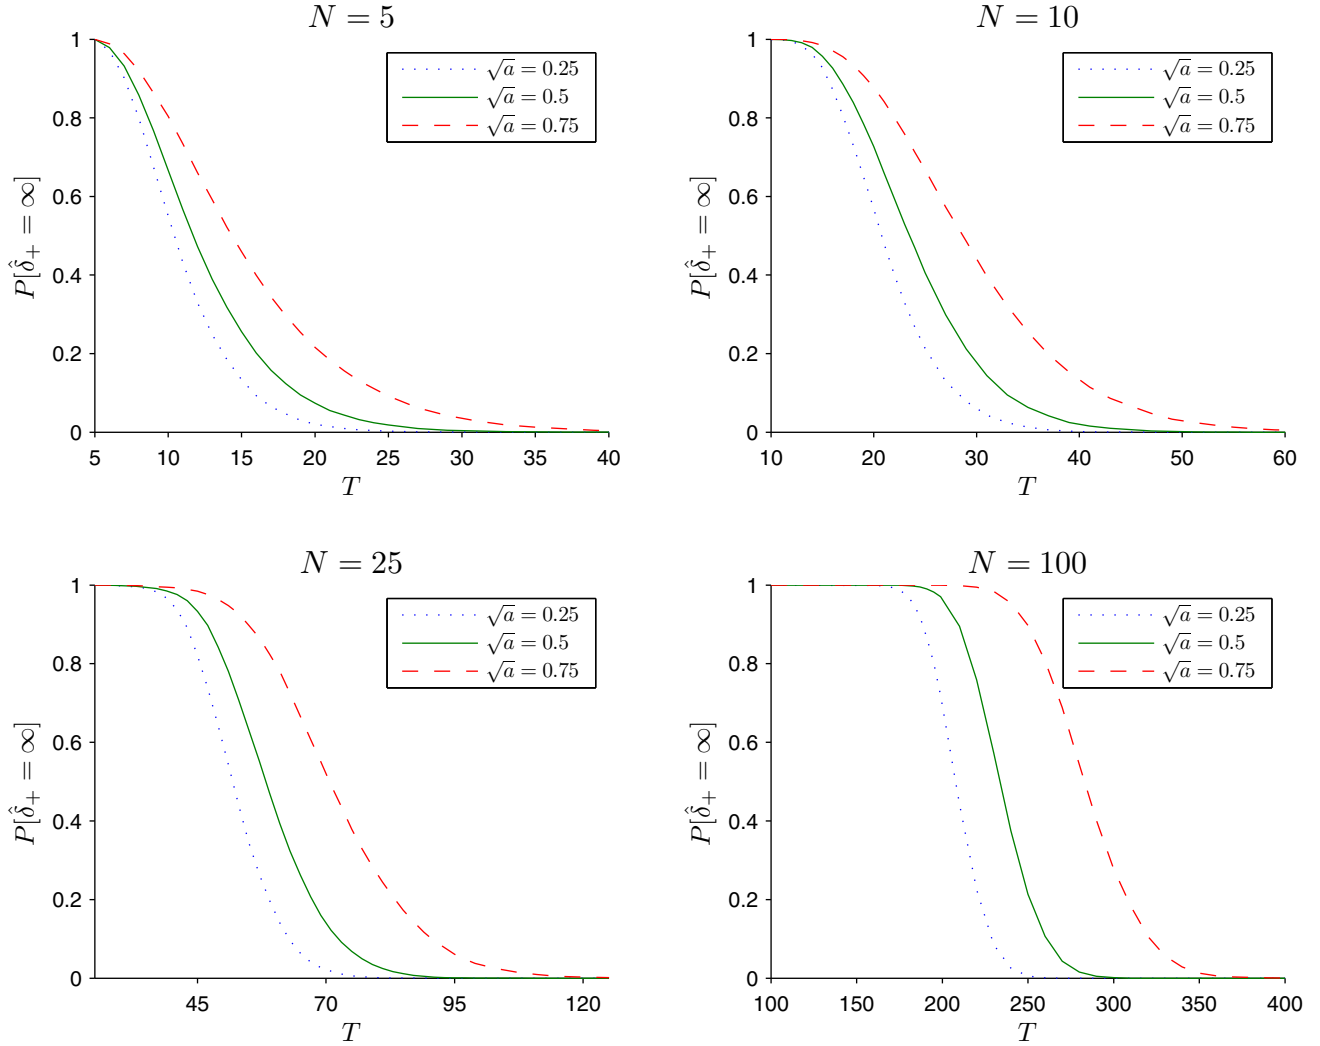 N = 5
1
0.8
0.6
0.4
0.2
0
P[δ̂₊ = ∞]
√a = 0.25
√a = 0.5
√a = 0.75
5 10 15 20 25 30 35 40
T
N = 10
1
0.8
0.6
0.4
0.2
0
P[δ̂₊ = ∞]
√a = 0.25
√a = 0.5
√a = 0.75
10 20 30 40 50 60
T
N = 25
1
0.8
0.6
0.4
0.2
0
P[δ̂₊ = ∞]
√a = 0.25
√a = 0.5
√a = 0.75
45 70 95 120
T
N = 100
1
0.8
0.6
0.4
0.2
0
P[δ̂₊ = ∞]
√a = 0.25
√a = 0.5
√a = 0.75
100 150 200 250 300 350 400
T